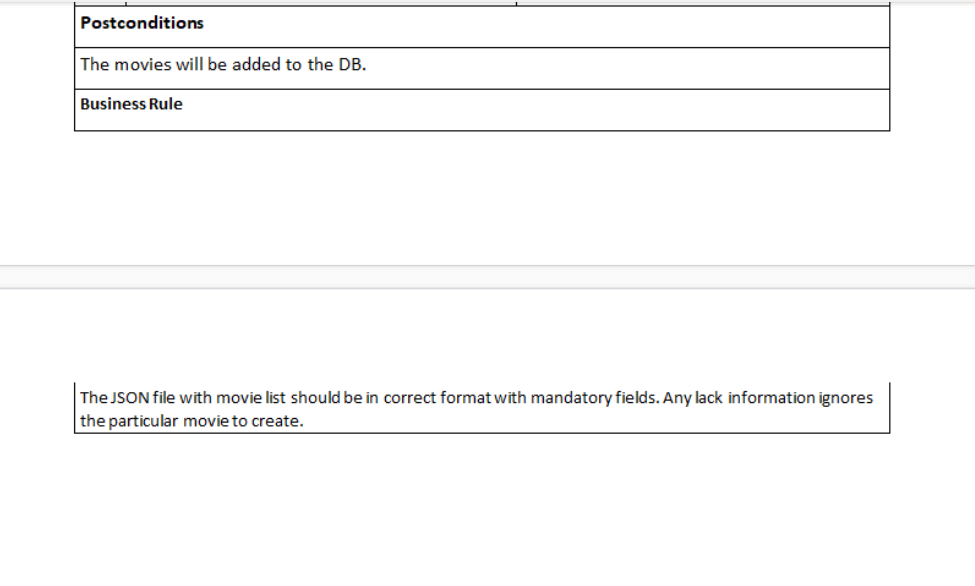 Postconditions
The movies will be added to the DB.
Business Rule
The JSON file with movie list should be in correct format with mandatory fields. Any lack information ignores
the particular movie to create.